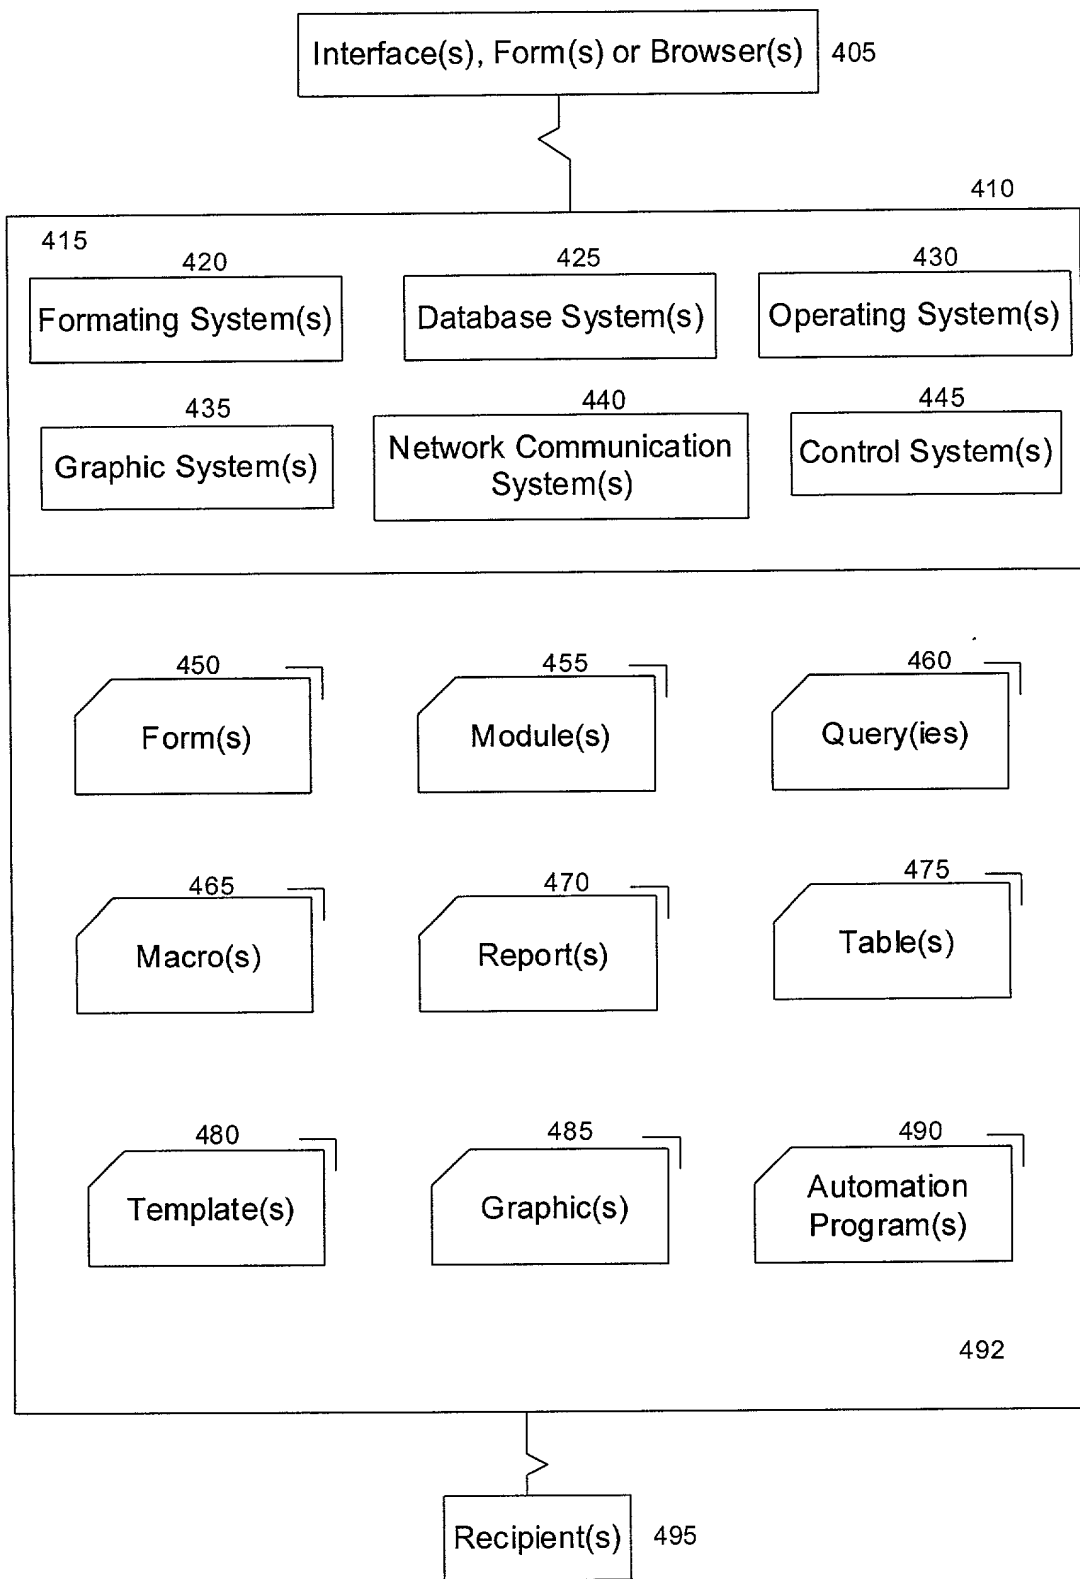 Interface(s), Form(s) or Browser(s) 405
410
415
420 425 430
Formating System(s) Database System(s) Operating System(s)
435 440 445
Graphic System(s) Network Communication System(s) Control System(s)
450 455 460
Form(s) Module(s) Query(ies)
465 470 475
Macro(s) Report(s) Table(s)
480 485 490
Template(s) Graphic(s) Automation Program(s)
492
Recipient(s) 495